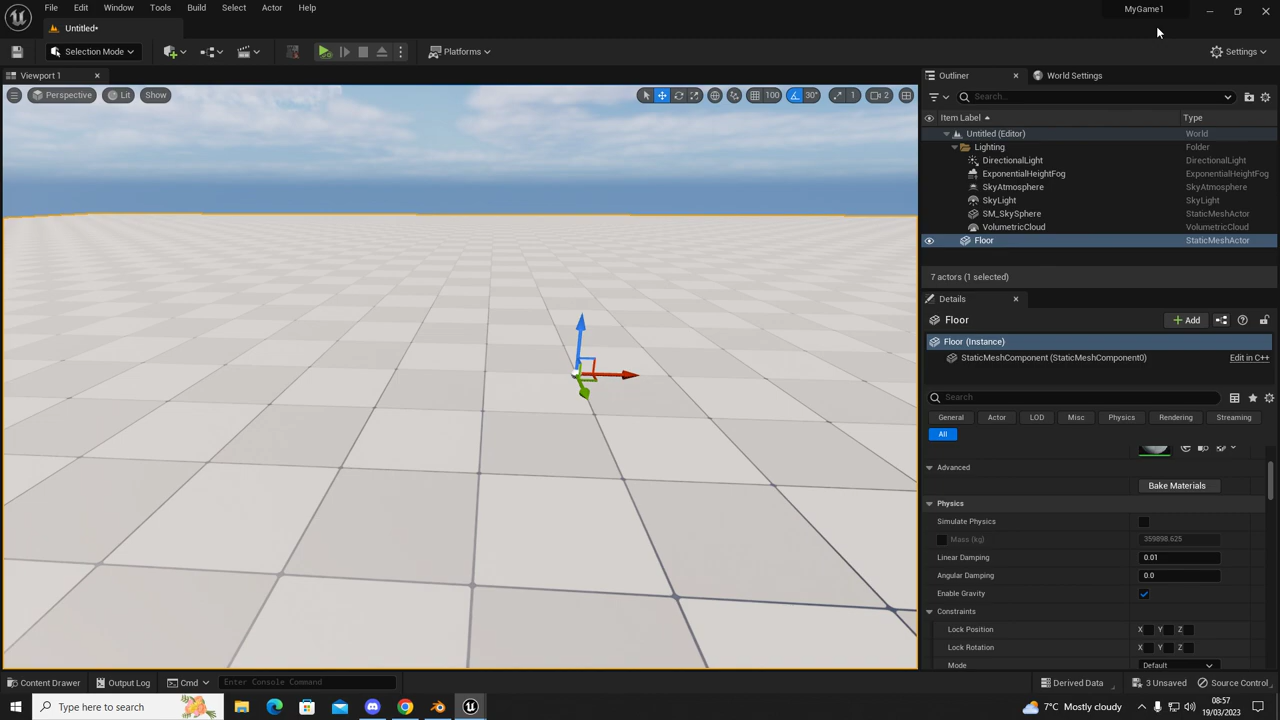 File Edit Window Tools Build Select Actor Help
MyGame1
Untitled*
Selection Mode
Platforms
Settings
Viewport 1
Outliner
World Settings
Perspective
Lit
Show
100
30°
1
2
Search...
Item Label
Type
Untitled (Editor)
World
Lighting
Folder
DirectionalLight
DirectionalLight
ExponentialHeightFog
ExponentialHeightFog
SkyAtmosphere
SkyAtmosphere
SkyLight
SkyLight
SM_SkySphere
StaticMeshActor
VolumetricCloud
VolumetricCloud
Floor
StaticMeshActor
7 actors (1 selected)
Details
Floor
Add
Floor (Instance)
StaticMeshComponent (StaticMeshComponent0)
Edit in C++
Search
General
Actor
LOD
Misc
Physics
Rendering
Streaming
All
Advanced
Bake Materials
Physics
Simulate Physics
Mass (kg)
359898.625
Linear Damping
0.01
Angular Damping
0.0
Enable Gravity
Constraints
Lock Position
X Y Z
Lock Rotation
X Y Z
Mode
Default
Content Drawer
Output Log
Cmd
Enter Console Command
Derived Data
3 Unsaved
Source Control
Type here to search
7°C Mostly cloudy
08:57
19/03/2023